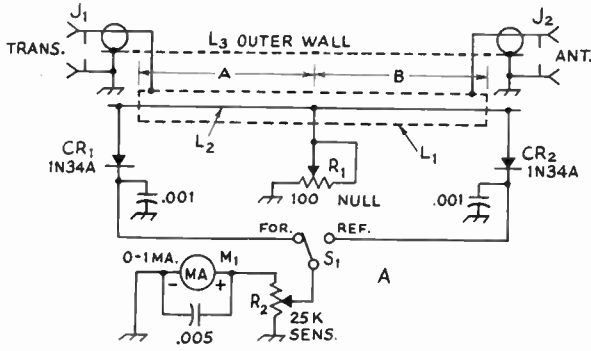 J1 J2
TRANS. L3 OUTER WALL ANT.
A B
L2 L1
CR1 1N34A
R1
CR2 1N34A
.001 100 NULL .001
FOR. REF.
0-1MA. M1 S1 A
- MA + R2
.005 25K SENS.